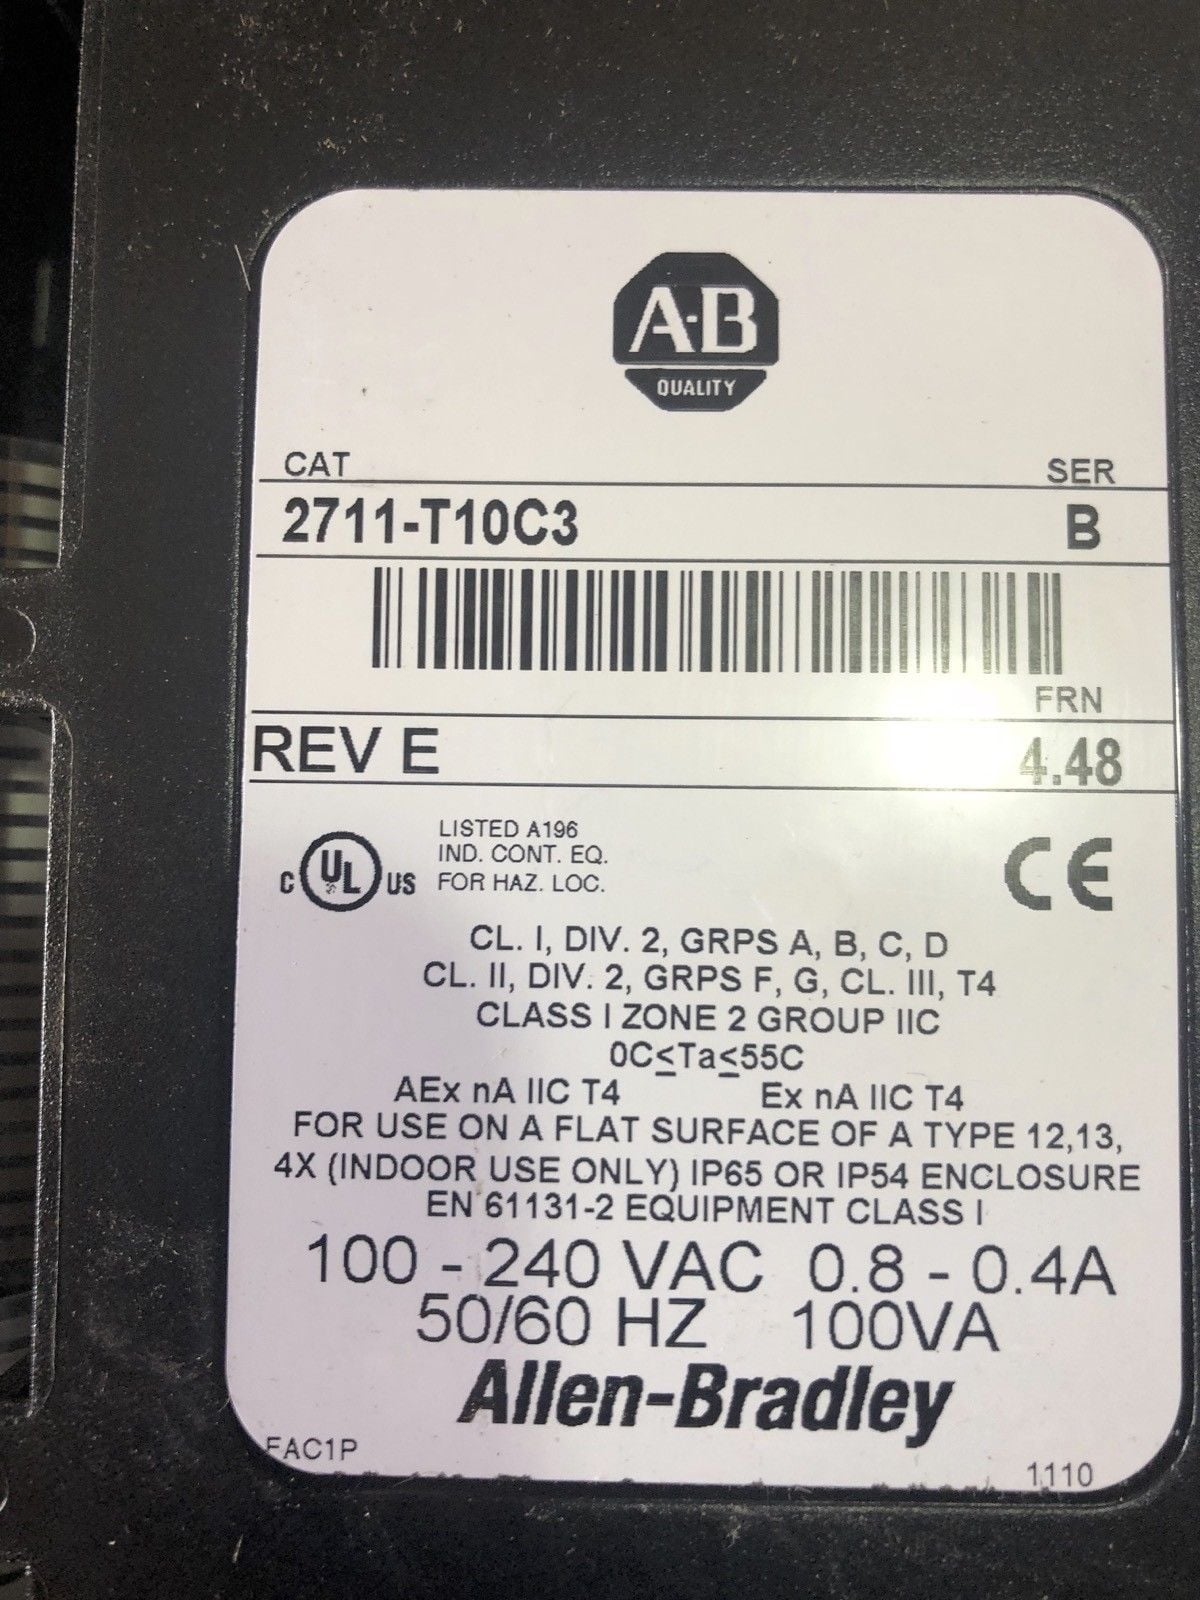 A-B
QUALITY
CAT SER
2711-T10C3 B
FRN
REV E 4.48
C UL US
LISTED A196
IND. CONT. EQ.
FOR HAZ. LOC.
CE
CL. I, DIV. 2, GRPS A, B, C, D
CL. II, DIV. 2, GRPS F, G, CL. III, T4
CLASS I ZONE 2 GROUP IIC
0C≤Ta≤55C
AEx nA IIC T4 Ex nA IIC T4
FOR USE ON A FLAT SURFACE OF A TYPE 12,13,
4X (INDOOR USE ONLY) IP65 OR IP54 ENCLOSURE
EN 61131-2 EQUIPMENT CLASS I
100 - 240 VAC 0.8 - 0.4A
50/60 HZ 100VA
Allen-Bradley
FAC1P 1110